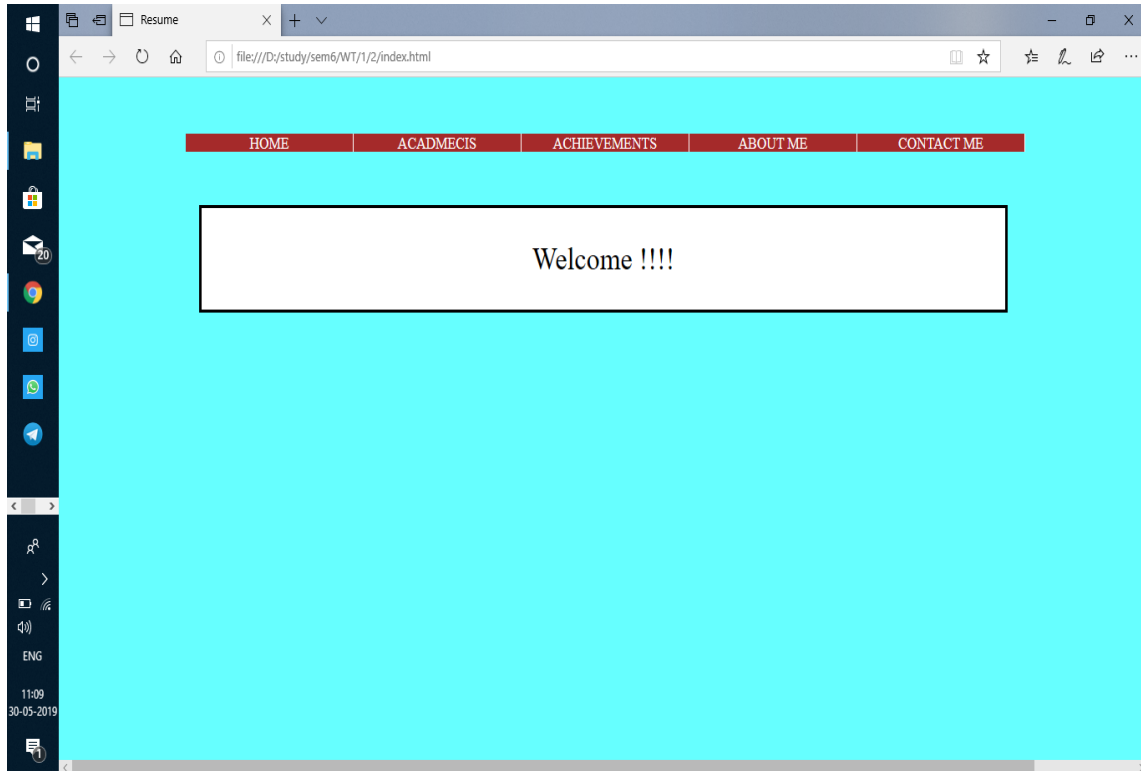 Resume
file:///D:/study/sem6/WT/1/2/index.html
HOME ACADMECIS ACHIEVEMENTS ABOUT ME CONTACT ME
Welcome !!!!
20
ENG
11:09
30-05-2019
1